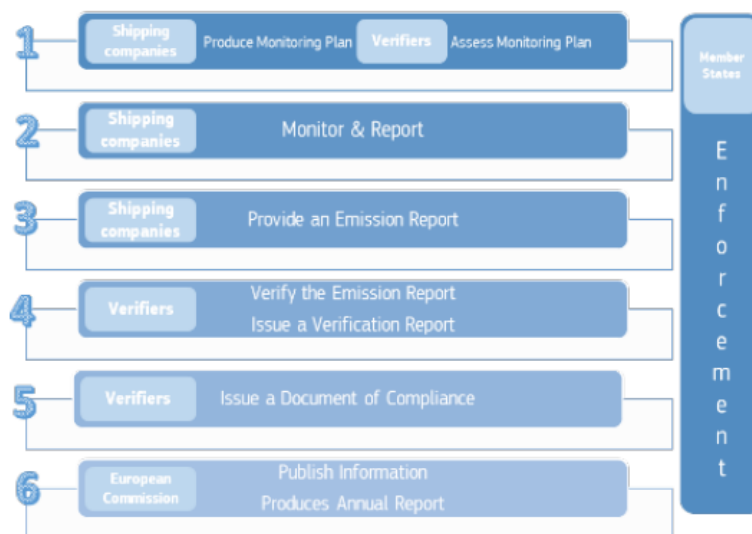 1
Shipping
companies
Produce Monitoring Plan
Verifiers
Assess Monitoring Plan
2
Shipping
companies
Monitor & Report
3
Shipping
companies
Provide an Emission Report
4
Verifiers
Verify the Emission Report
Issue a Verification Report
5
Verifiers
Issue a Document of Compliance
6
European
Commission
Publish Information
Produces Annual Report
Member
States
Enforcement